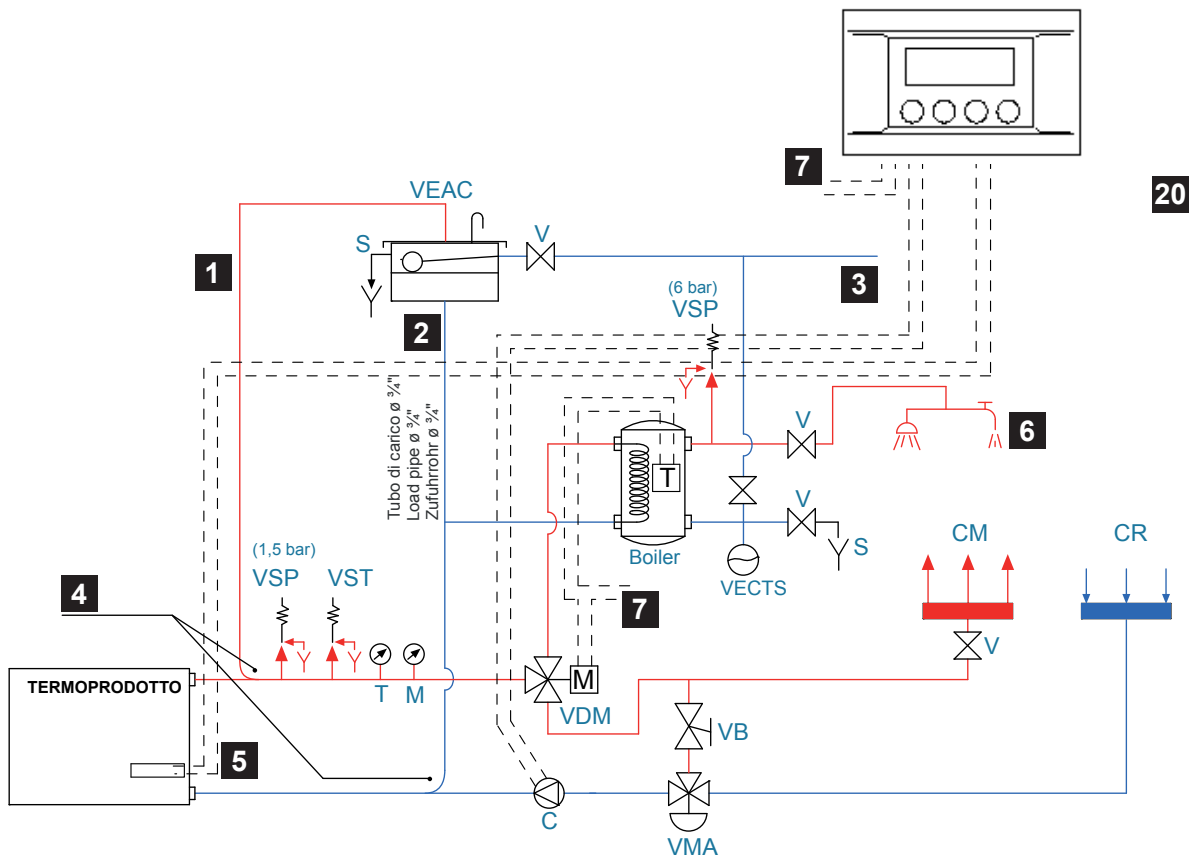 7
20
VEAC
S
V
1
3
(6 bar)
VSP
2
Tubo di carico ø ¾"
Load pipe ø ¾"
Zufuhrrohr ø ¾"
V
6
T
V
Boiler
S
VECTS
CM
CR
(1,5 bar)
VSP
VST
4
7
V
TERMOPRODOTTO
T
M
M
VDM
VB
5
C
VMA